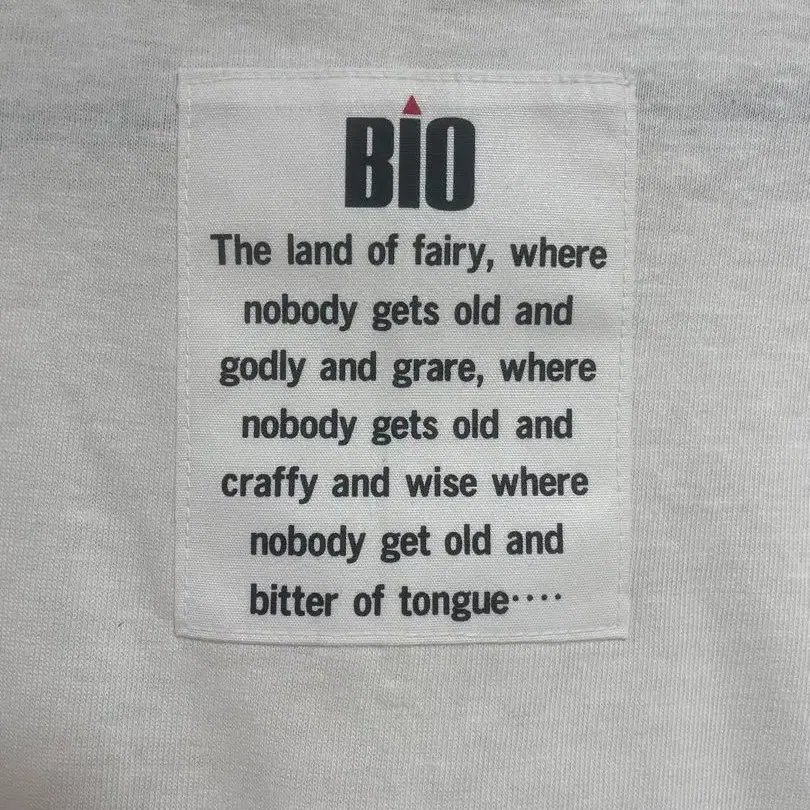 BIO
The land of fairy, where
nobody gets old and
godly and grare, where
nobody gets old and
craffy and wise where
nobody get old and
bitter of tongue····